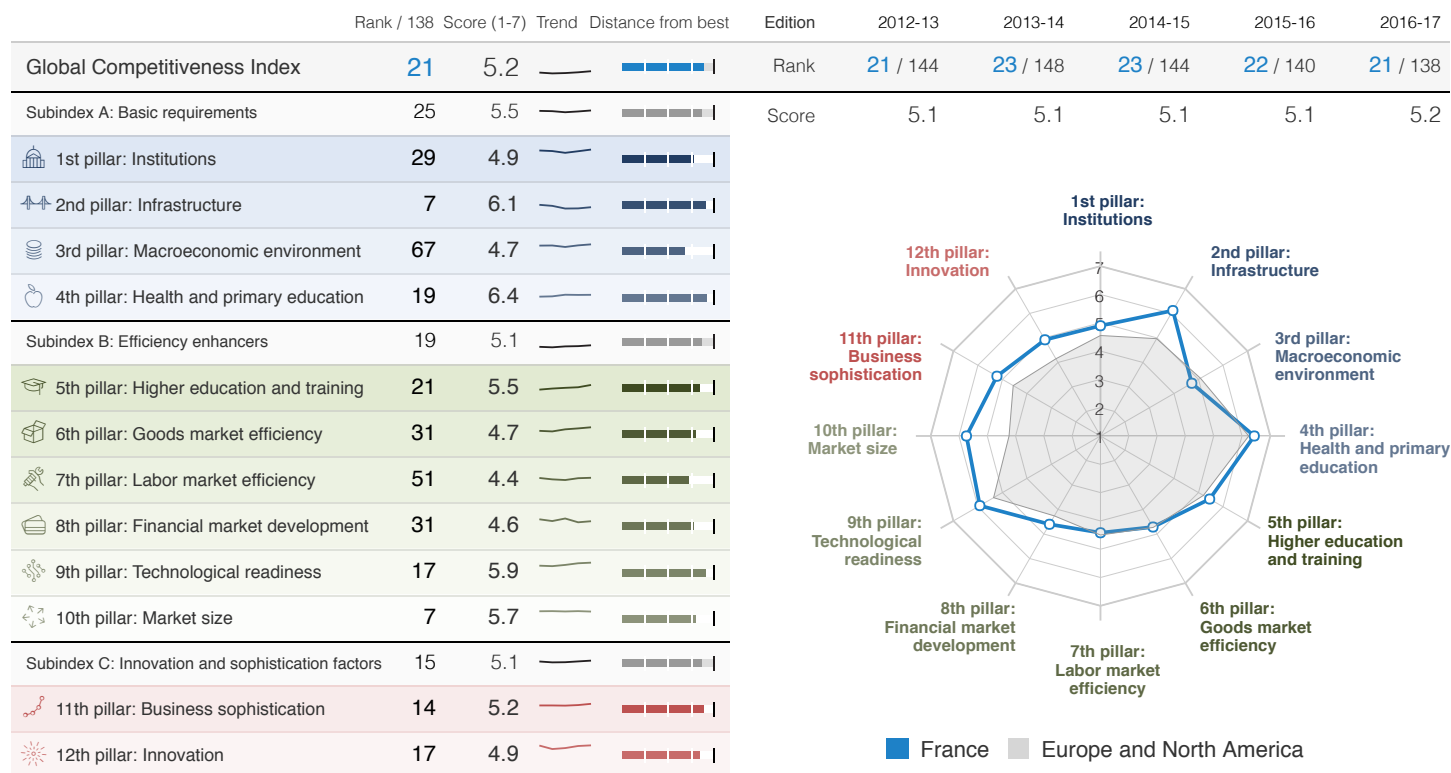 Rank / 138 Score (1-7) Trend Distance from best
Global Competitiveness Index 21 5.2
Subindex A: Basic requirements 25 5.5
1st pillar: Institutions 29 4.9
2nd pillar: Infrastructure 7 6.1
3rd pillar: Macroeconomic environment 67 4.7
4th pillar: Health and primary education 19 6.4
Subindex B: Efficiency enhancers 19 5.1
5th pillar: Higher education and training 21 5.5
6th pillar: Goods market efficiency 31 4.7
7th pillar: Labor market efficiency 51 4.4
8th pillar: Financial market development 31 4.6
9th pillar: Technological readiness 17 5.9
10th pillar: Market size 7 5.7
Subindex C: Innovation and sophistication factors 15 5.1
11th pillar: Business sophistication 14 5.2
12th pillar: Innovation 17 4.9
Edition 2012-13 2013-14 2014-15 2015-16 2016-17
Rank 21 / 144 23 / 148 23 / 144 22 / 140 21 / 138
Score 5.1 5.1 5.1 5.1 5.2
1st pillar:
Institutions
2nd pillar:
Infrastructure
3rd pillar:
Macroeconomic
environment
4th pillar:
Health and primary
education
5th pillar:
Higher education
and training
6th pillar:
Goods market
efficiency
7th pillar:
Labor market
efficiency
8th pillar:
Financial market
development
9th pillar:
Technological
readiness
10th pillar:
Market size
11th pillar:
Business
sophistication
12th pillar:
Innovation
7
6
5
4
3
2
1
France
Europe and North America